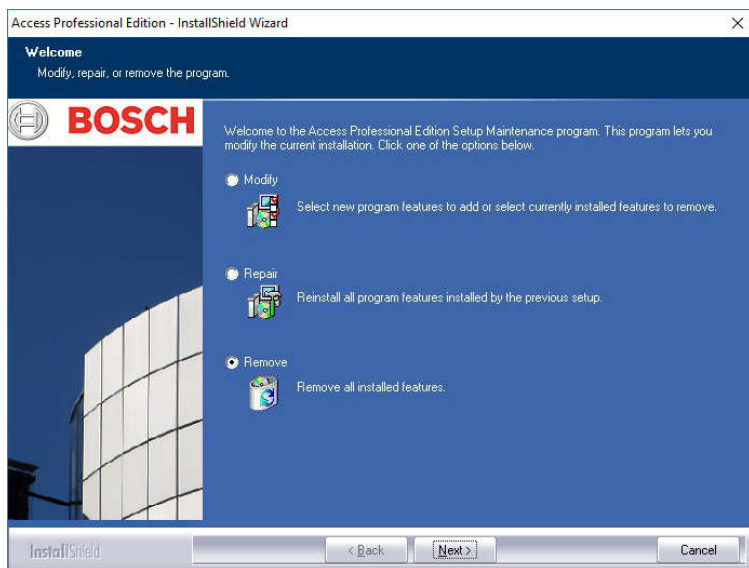 Access Professional Edition - InstallShield Wizard
Welcome
Modify, repair, or remove the program.
BOSCH
Welcome to the Access Professional Edition Setup Maintenance program. This program lets you
modify the current installation. Click one of the options below.
Modify
Select new program features to add or select currently installed features to remove.
Repair
Reinstall all program features installed by the previous setup.
Remove
Remove all installed features.
InstallShield
< Back
Next >
Cancel